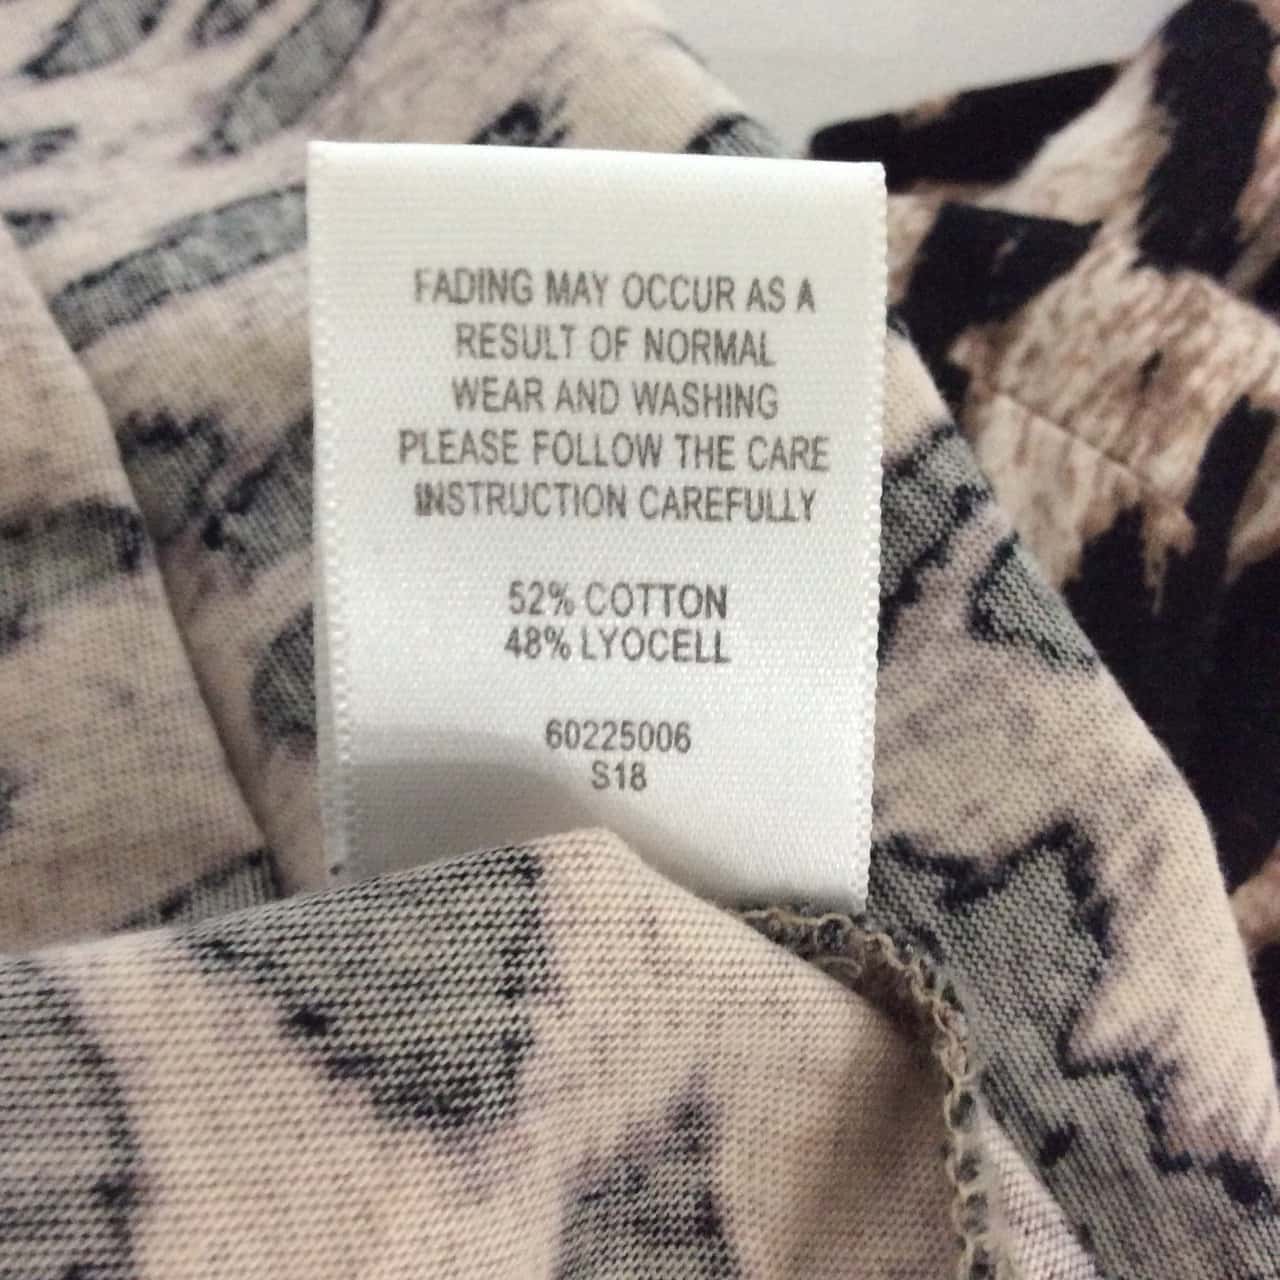 FADING MAY OCCUR AS A
RESULT OF NORMAL
WEAR AND WASHING
PLEASE FOLLOW THE CARE
INSTRUCTION CAREFULLY
52% COTTON
48% LYOCELL
60225006
S18